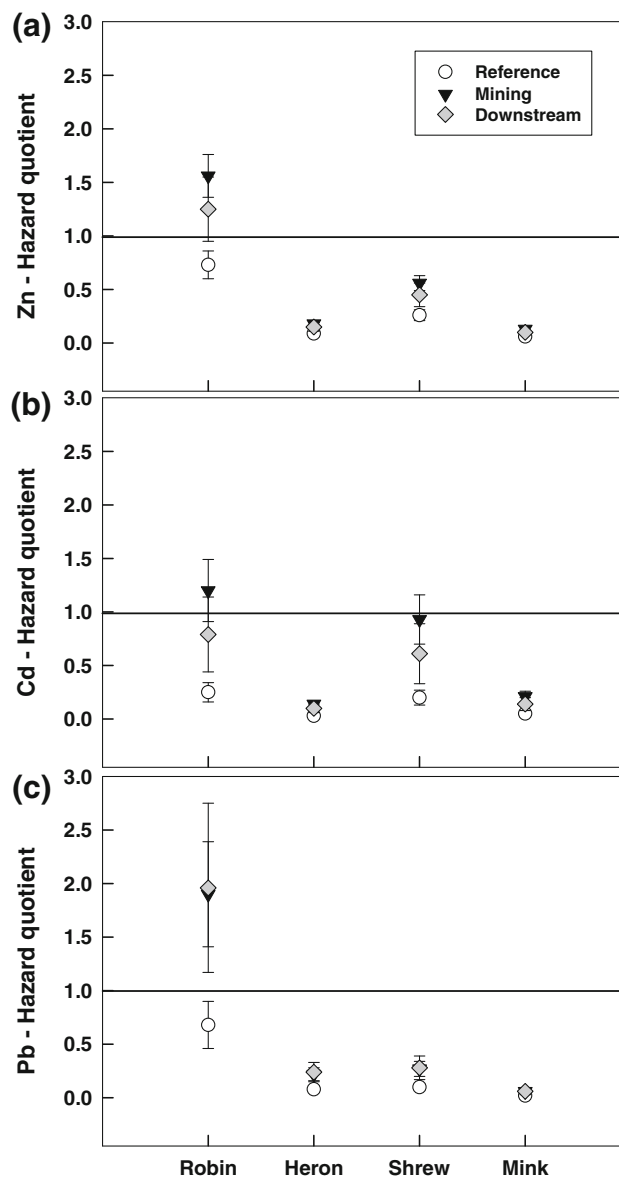 (a)
Zn - Hazard quotient
3.0
2.5
2.0
1.5
1.0
0.5
0.0
Reference
Mining
Downstream
(b)
Cd - Hazard quotient
3.0
2.5
2.0
1.5
1.0
0.5
0.0
(c)
Pb - Hazard quotient
3.0
2.5
2.0
1.5
1.0
0.5
0.0
Robin Heron Shrew Mink